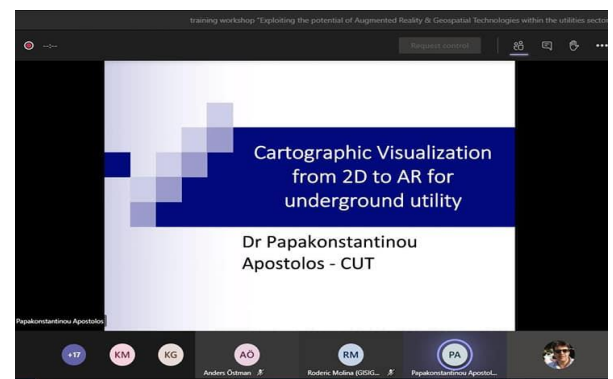 training workshop "Exploiting the potential of Augmented Reality & Geospatial Technologies within the utilities sector
--:--
Request control
Cartographic Visualization
from 2D to AR for
underground utility
Dr Papakonstantinou
Apostolos - CUT
Papakonstantinou Apostolos
+17
KM
KG
AÖ
RM
PA
Anders Östman
Roderic Molina (GISIG...
Papakonstantinou Apostol...